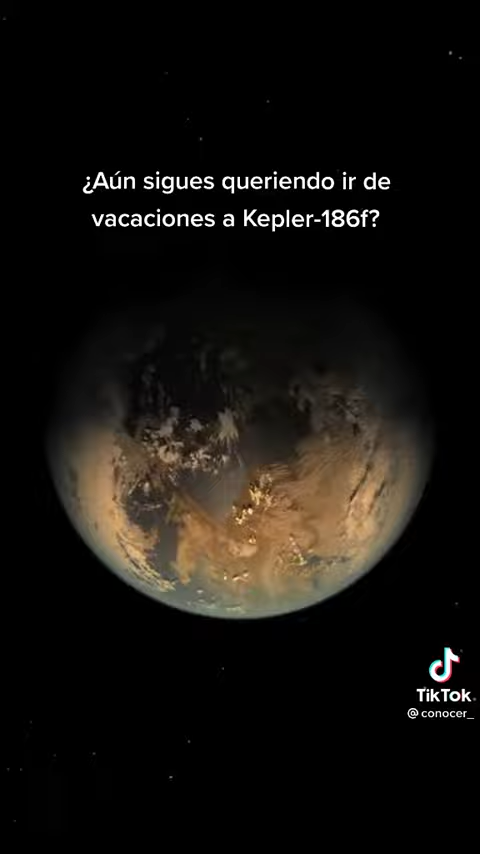 ¿Aún sigues queriendo ir de
vacaciones a Kepler-186f?
TikTok
@conocer_